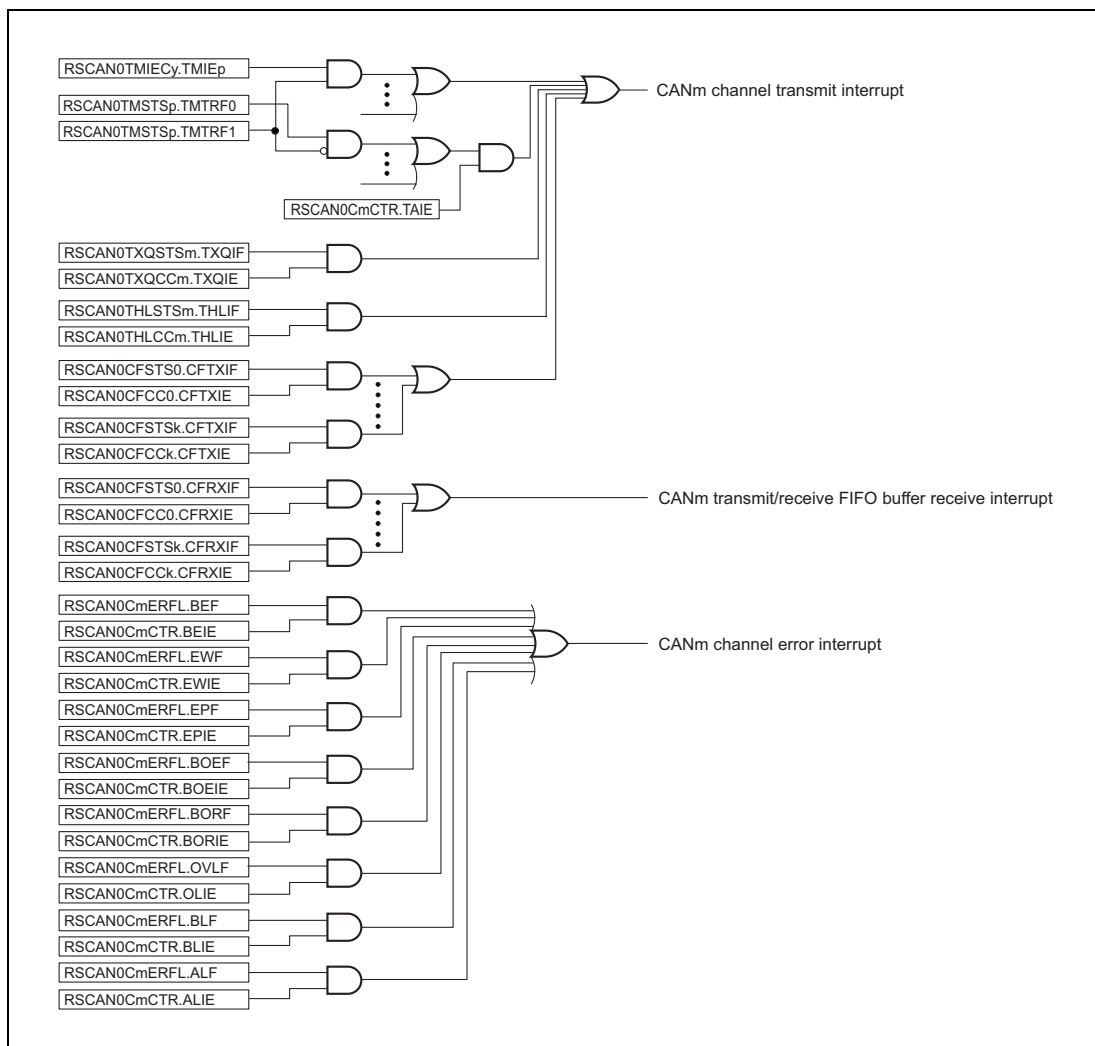 RSCAN0TMIECy.TMIEp
CANm channel transmit interrupt
RSCAN0TMSTSp.TMTRF0
RSCAN0TMSTSp.TMTRF1
RSCAN0CmCTR.TAIE
RSCAN0TXQSTSm.TXQIF
RSCAN0TXQCCm.TXQIE
RSCAN0THLSTSm.THLIF
RSCAN0THLCCm.THLIE
RSCAN0CFSTS0.CFTXIF
RSCAN0CFCC0.CFTXIE
RSCAN0CFSTSk.CFTXIF
RSCAN0CFCCk.CFTXIE
RSCAN0CFSTS0.CFRXIF
CANm transmit/receive FIFO buffer receive interrupt
RSCAN0CFCC0.CFRXIE
RSCAN0CFSTSk.CFRXIF
RSCAN0CFCCk.CFRXIE
RSCAN0CmERFL.BEF
RSCAN0CmCTR.BEIE
CANm channel error interrupt
RSCAN0CmERFL.EWF
RSCAN0CmCTR.EWIE
RSCAN0CmERFL.EPF
RSCAN0CmCTR.EPIE
RSCAN0CmERFL.BOEF
RSCAN0CmCTR.BOEIE
RSCAN0CmERFL.BORF
RSCAN0CmCTR.BORIE
RSCAN0CmERFL.OVLF
RSCAN0CmCTR.OLIE
RSCAN0CmERFL.BLF
RSCAN0CmCTR.BLIE
RSCAN0CmERFL.ALF
RSCAN0CmCTR.ALIE